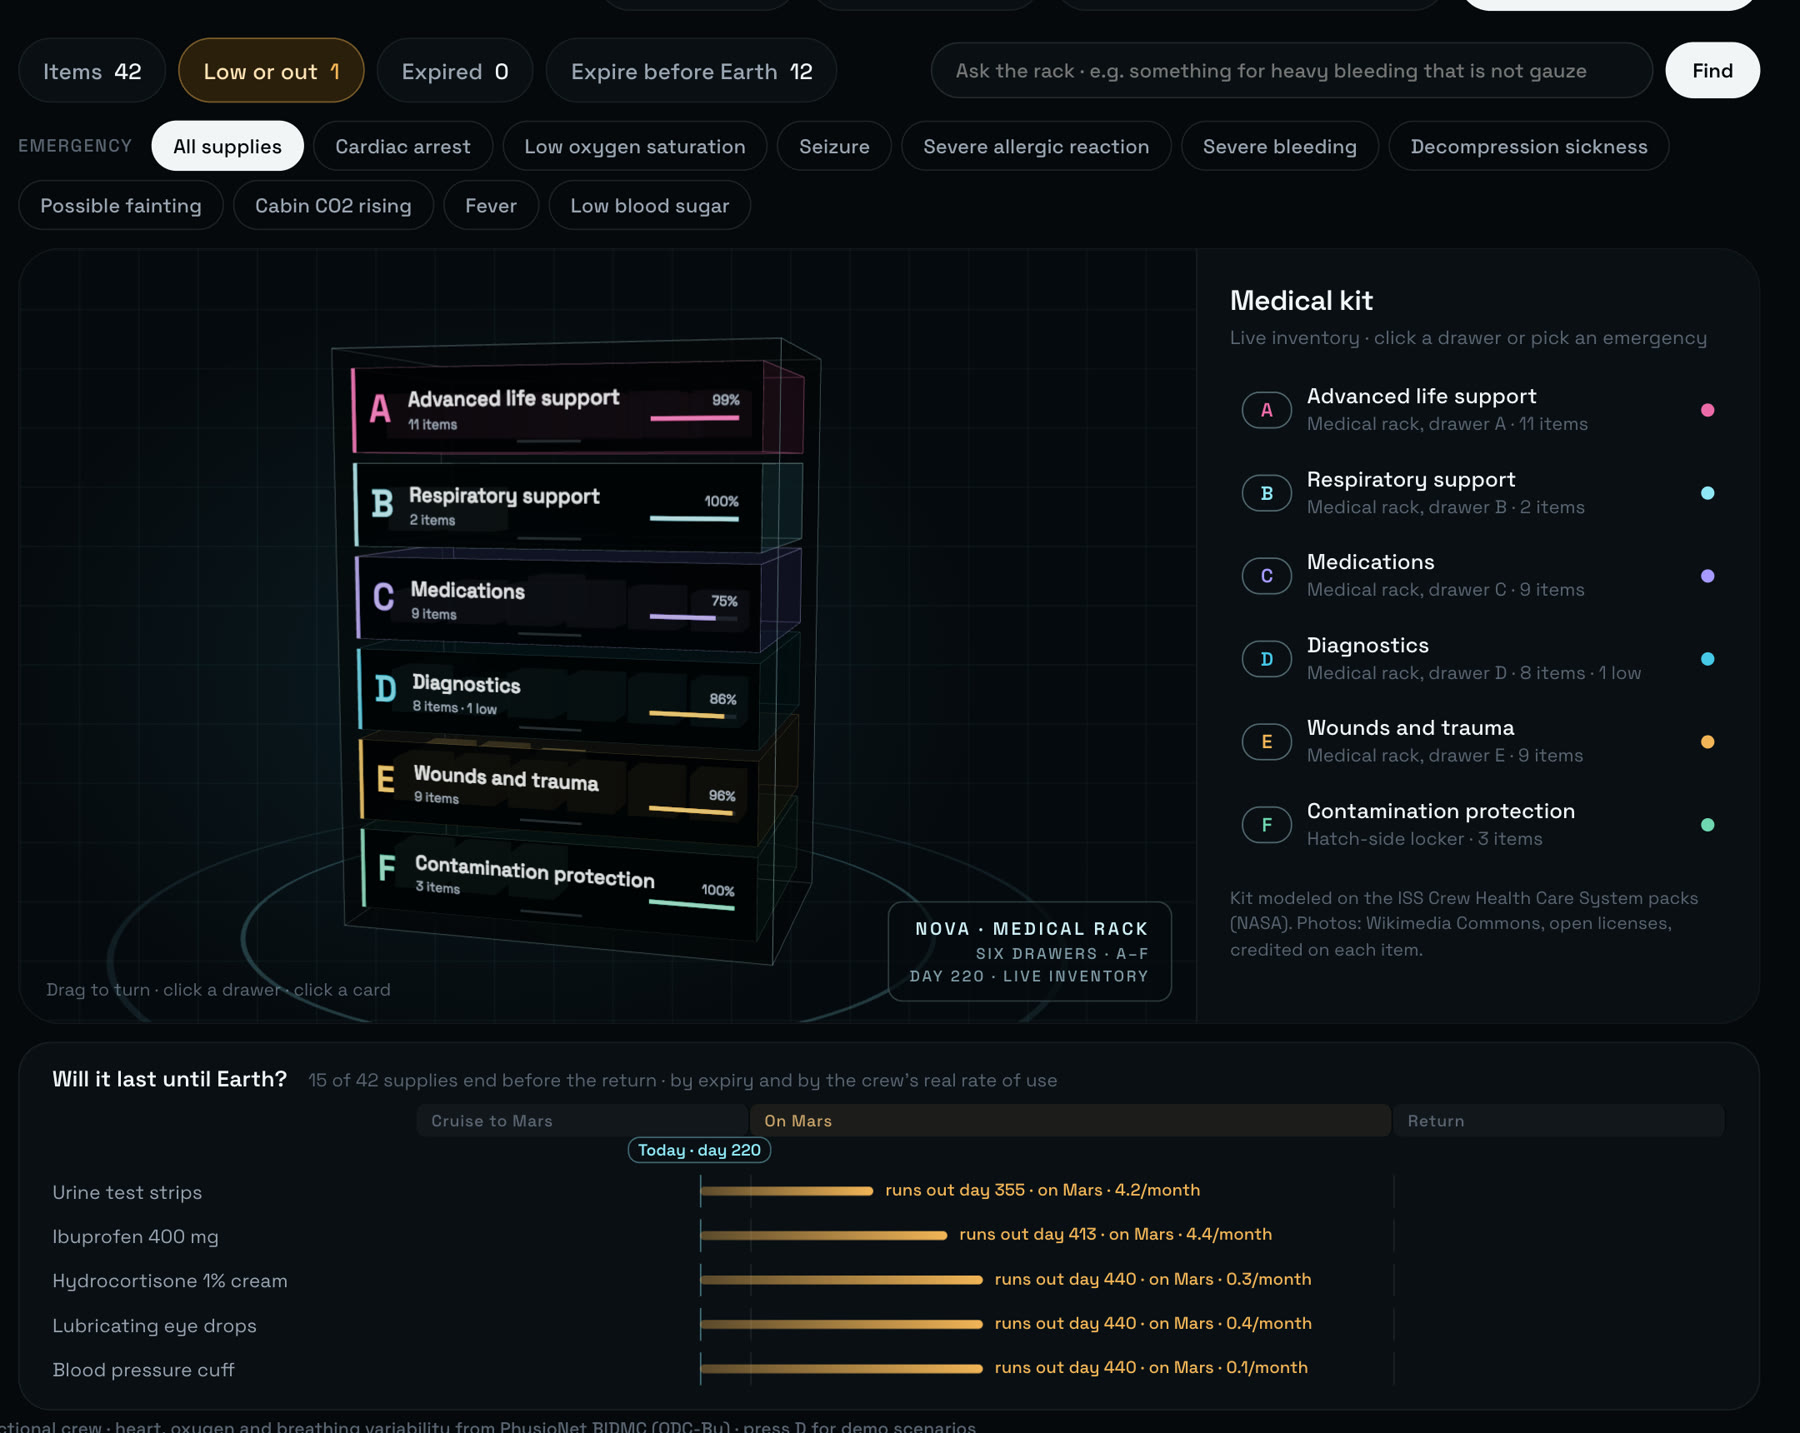 Items 42
Low or out 1
Expired 0
Expire before Earth 12
Ask the rack · e.g. something for heavy bleeding that is not gauze
Find
EMERGENCY
All supplies
Cardiac arrest
Low oxygen saturation
Seizure
Severe allergic reaction
Severe bleeding
Decompression sickness
Possible fainting
Cabin CO2 rising
Fever
Low blood sugar
A
Advanced life support
11 items
99%
B
Respiratory support
2 items
100%
C
Medications
9 items
75%
D
Diagnostics
8 items · 1 low
86%
E
Wounds and trauma
9 items
96%
F
Contamination protection
3 items
100%
NOVA · MEDICAL RACK
SIX DRAWERS · A–F
DAY 220 · LIVE INVENTORY
Drag to turn · click a drawer · click a card
Medical kit
Live inventory · click a drawer or pick an emergency
A
Advanced life support
Medical rack, drawer A · 11 items
B
Respiratory support
Medical rack, drawer B · 2 items
C
Medications
Medical rack, drawer C · 9 items
D
Diagnostics
Medical rack, drawer D · 8 items · 1 low
E
Wounds and trauma
Medical rack, drawer E · 9 items
F
Contamination protection
Hatch-side locker · 3 items
Kit modeled on the ISS Crew Health Care System packs
(NASA). Photos: Wikimedia Commons, open licenses,
credited on each item.
Will it last until Earth? 15 of 42 supplies end before the return · by expiry and by the crew's real rate of use
Cruise to Mars
On Mars
Return
Today · day 220
Urine test strips
runs out day 355 · on Mars · 4.2/month
Ibuprofen 400 mg
runs out day 413 · on Mars · 4.4/month
Hydrocortisone 1% cream
runs out day 440 · on Mars · 0.3/month
Lubricating eye drops
runs out day 440 · on Mars · 0.4/month
Blood pressure cuff
runs out day 440 · on Mars · 0.1/month
ctional crew · heart, oxygen and breathing variability from PhysioNet BIDMC (ODC-By) · press D for demo scenarios